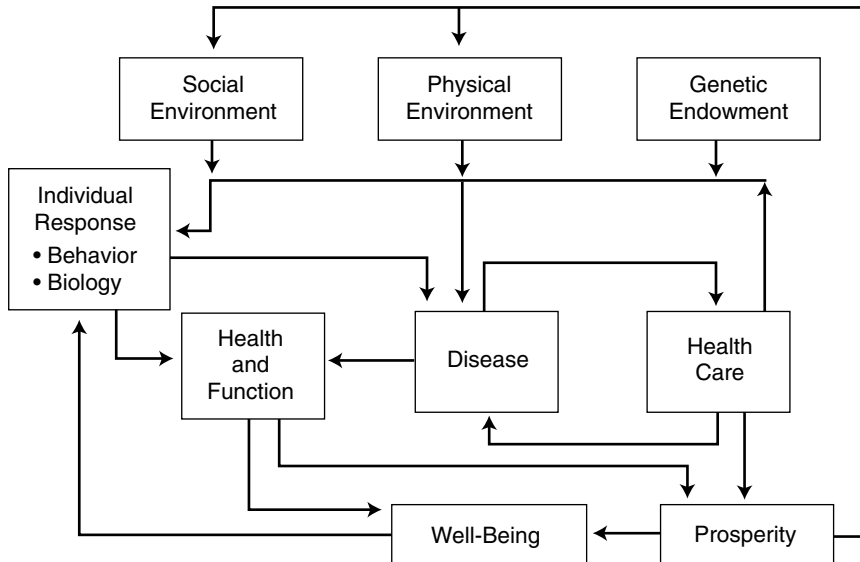 Social
Environment
Physical
Environment
Genetic
Endowment
Individual
Response
• Behavior
• Biology
Health
and
Function
Disease
Health
Care
Well-Being
Prosperity